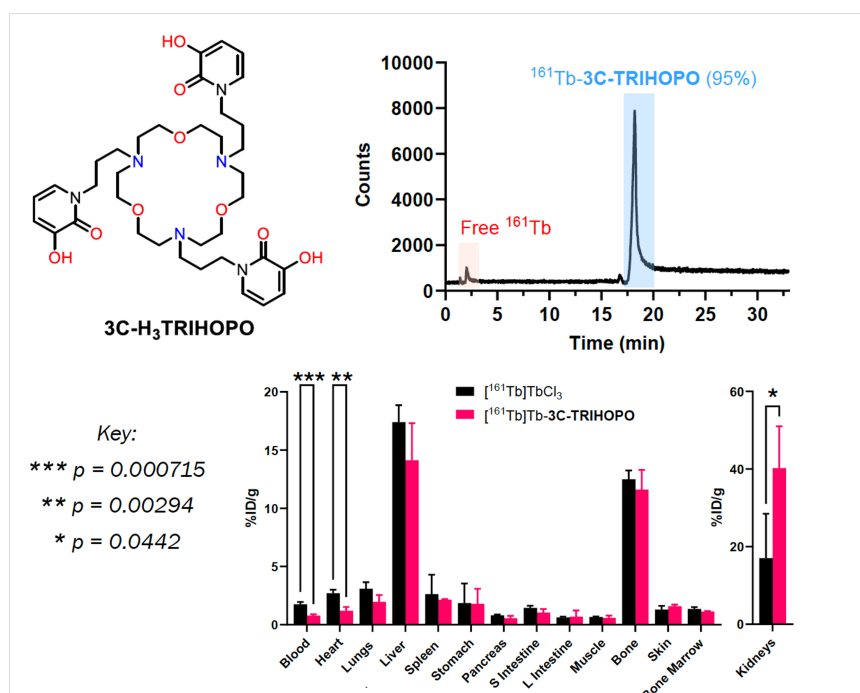 HO
O
N
O
N
N
N
O
O
O
N
O
OH
N
OH
3C-H₃TRIHOPO
10000
8000
6000
4000
2000
0
Counts
¹⁶¹Tb-3C-TRIHOPO (95%)
Free ¹⁶¹Tb
0 5 10 15 20 25 30
Time (min)
Key:
*** p = 0.000715
** p = 0.00294
* p = 0.0442
*** **
[¹⁶¹Tb]TbCl₃
[¹⁶¹Tb]Tb-3C-TRIHOPO
20
15
10
5
0
%ID/g
Blood
Heart
Lungs
Liver
Spleen
Stomach
Pancreas
S Intestine
L Intestine
Muscle
Bone
Skin
Bone Marrow
*
60
40
20
0
%ID/g
Kidneys